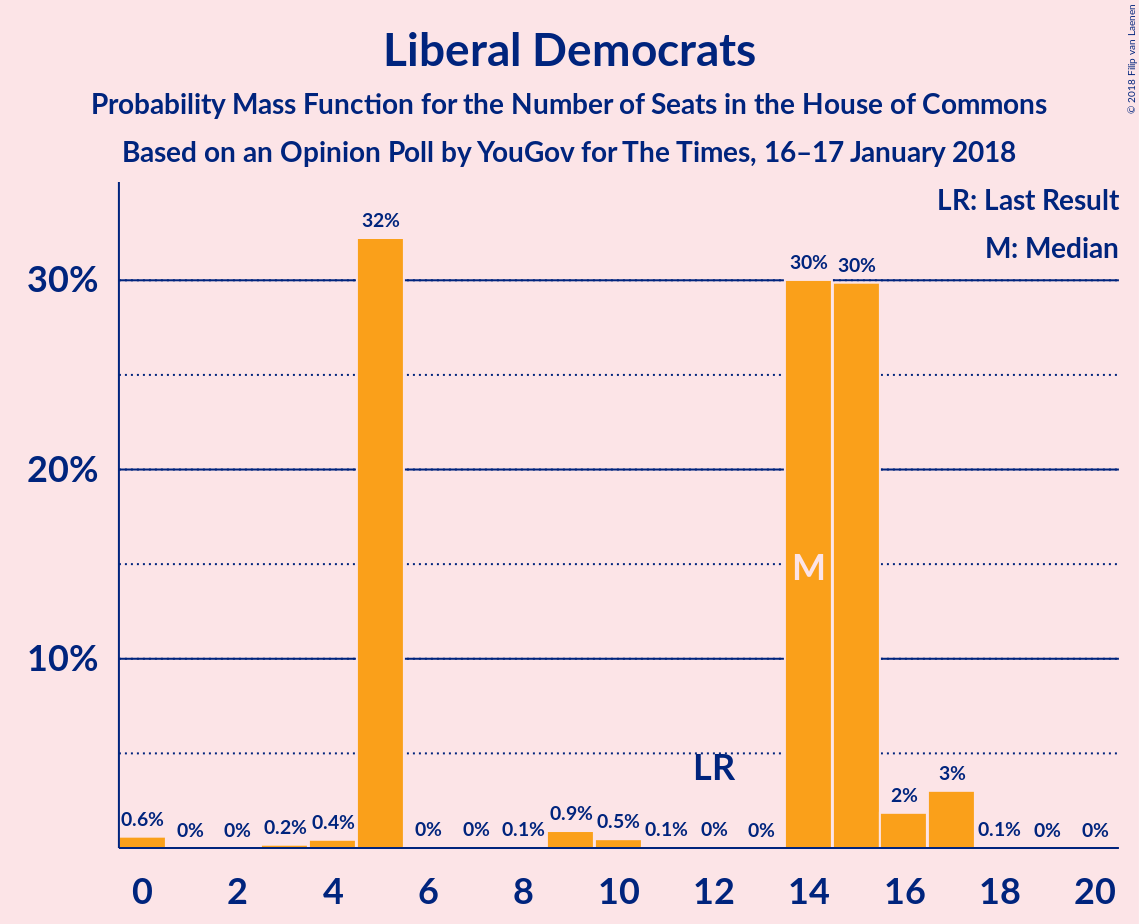 Liberal Democrats
Probability Mass Function for the Number of Seats in the House of Commons
Based on an Opinion Poll by YouGov for The Times, 16–17 January 2018
© 2018 Filip van Laenen
LR: Last Result
M: Median
30%
20%
10%
0.6%
0%
0%
0.2%
0.4%
32%
0%
0%
0.1%
0.9%
0.5%
0.1%
0%
LR
0%
30%
M
30%
2%
3%
0.1%
0%
0%
0 2 4 6 8 10 12 14 16 18 20